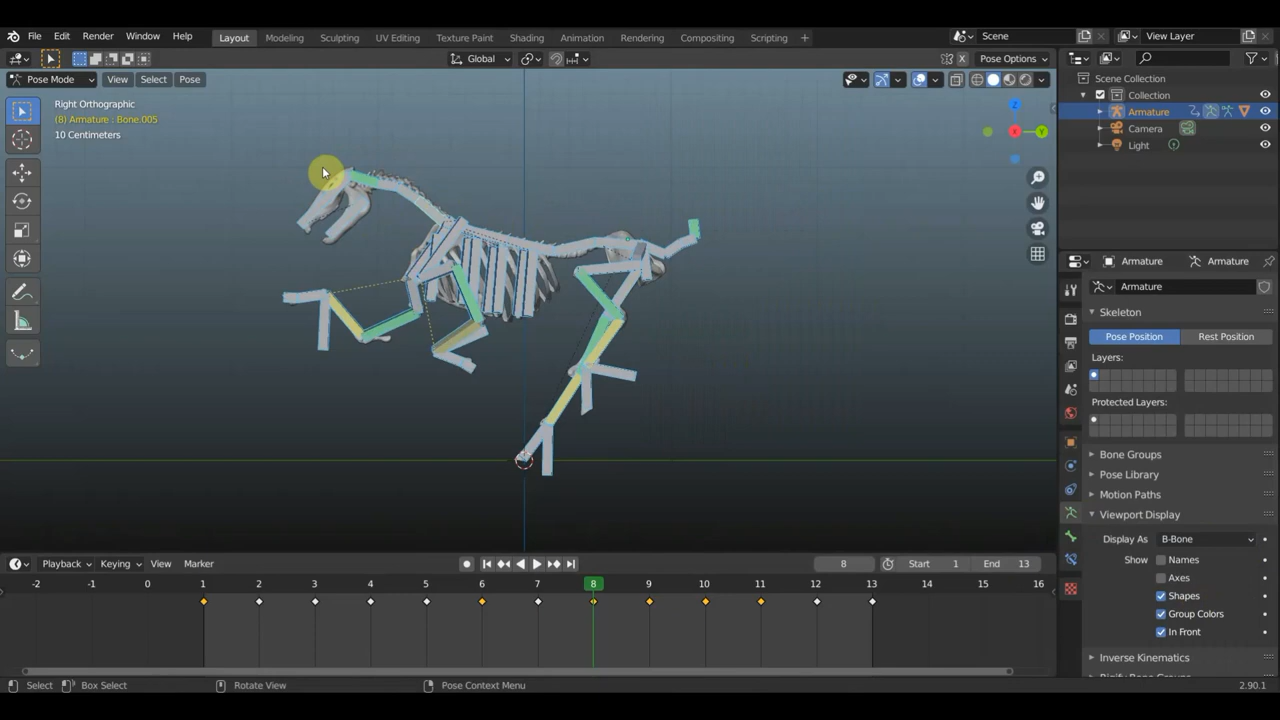 File Edit Render Window Help Layout Modeling Sculpting UV Editing Texture Paint Shading Animation Rendering Compositing Scripting + Scene View Layer
Global Pose Options
Pose Mode View Select Pose
Right Orthographic
(8) Armature : Bone.005
10 Centimeters
Z
X
Y
Scene Collection
Collection
Armature
Camera
Light
Armature Armature
Armature
Skeleton
Pose Position Rest Position
Layers:
Protected Layers:
Bone Groups
Pose Library
Motion Paths
Viewport Display
Display As B-Bone
Show Names
Axes
Shapes
Group Colors
In Front
Inverse Kinematics
Playback Keying View Marker 8 Start 1 End 13
-2 -1 0 1 2 3 4 5 6 7 8 9 10 11 12 13 14 15 16
Select Box Select Rotate View Pose Context Menu 2.90.1